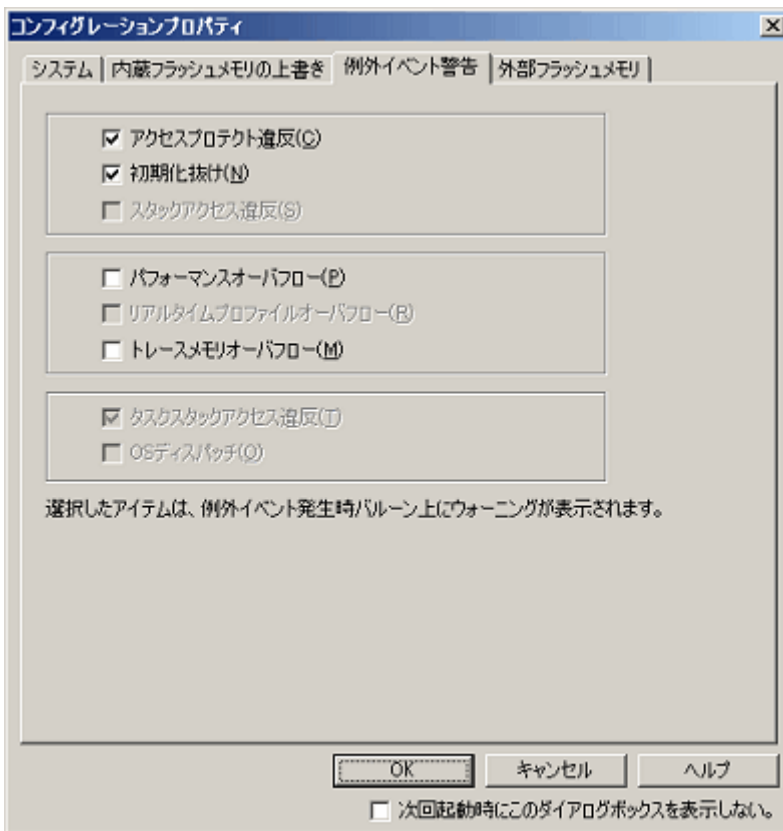 コンフィグレーションプロパティ
システム 内蔵フラッシュメモリの上書き 例外イベント警告 外部フラッシュメモリ
アクセスプロテクト違反(C)
初期化抜け(N)
スタックアクセス違反(S)
パフォーマンスオーバフロー(P)
リアルタイムプロファイルオーバフロー(R)
トレースメモリオーバフロー(M)
タスクスタックアクセス違反(T)
OSディスパッチ(O)
選択したアイテムは、例外イベント発生時バルーン上にウォーニングが表示されます。
OK キャンセル ヘルプ
次回起動時にこのダイアログボックスを表示しない。